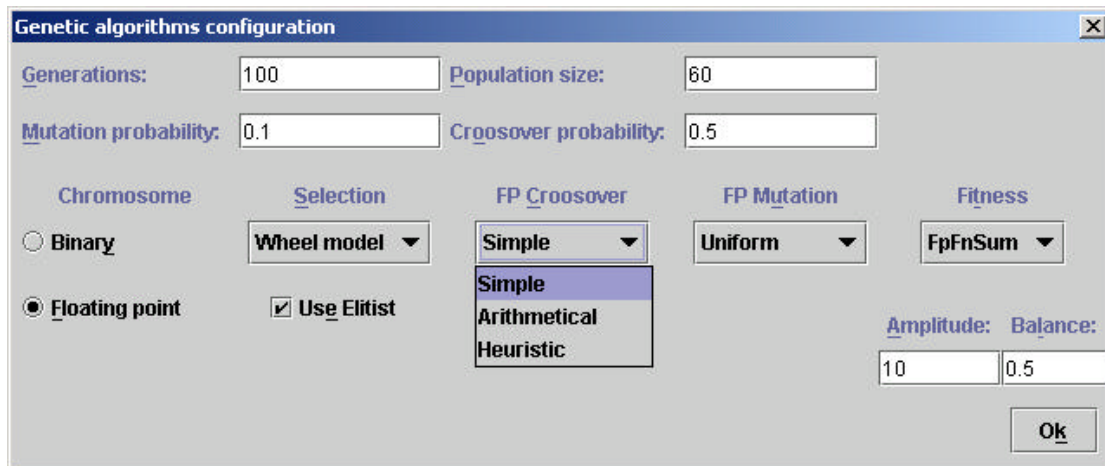 Genetic algorithms configuration
Generations: 100 Population size: 60
Mutation probability: 0.1 Croosover probability: 0.5
Chromosome Selection FP Croosover FP Mutation Fitness
Binary Wheel model Simple Uniform FpFnSum
Simple
Floating point Use Elitist
Arithmetical
Amplitude: Balance:
Heuristic
10 0.5
Ok